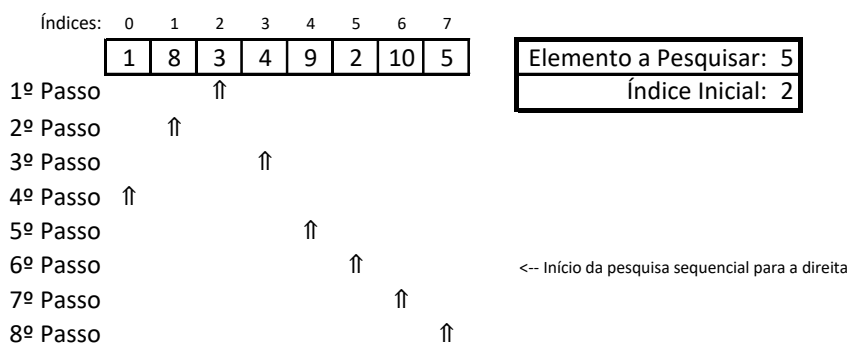 Índices: 0 1 2 3 4 5 6 7
1 8 3 4 9 2 10 5
Elemento a Pesquisar: 5
Índice Inicial: 2
1º Passo ⇑
2º Passo ⇑
3º Passo ⇑
4º Passo ⇑
5º Passo ⇑
6º Passo ⇑ <-- Início da pesquisa sequencial para a direita
7º Passo ⇑
8º Passo ⇑